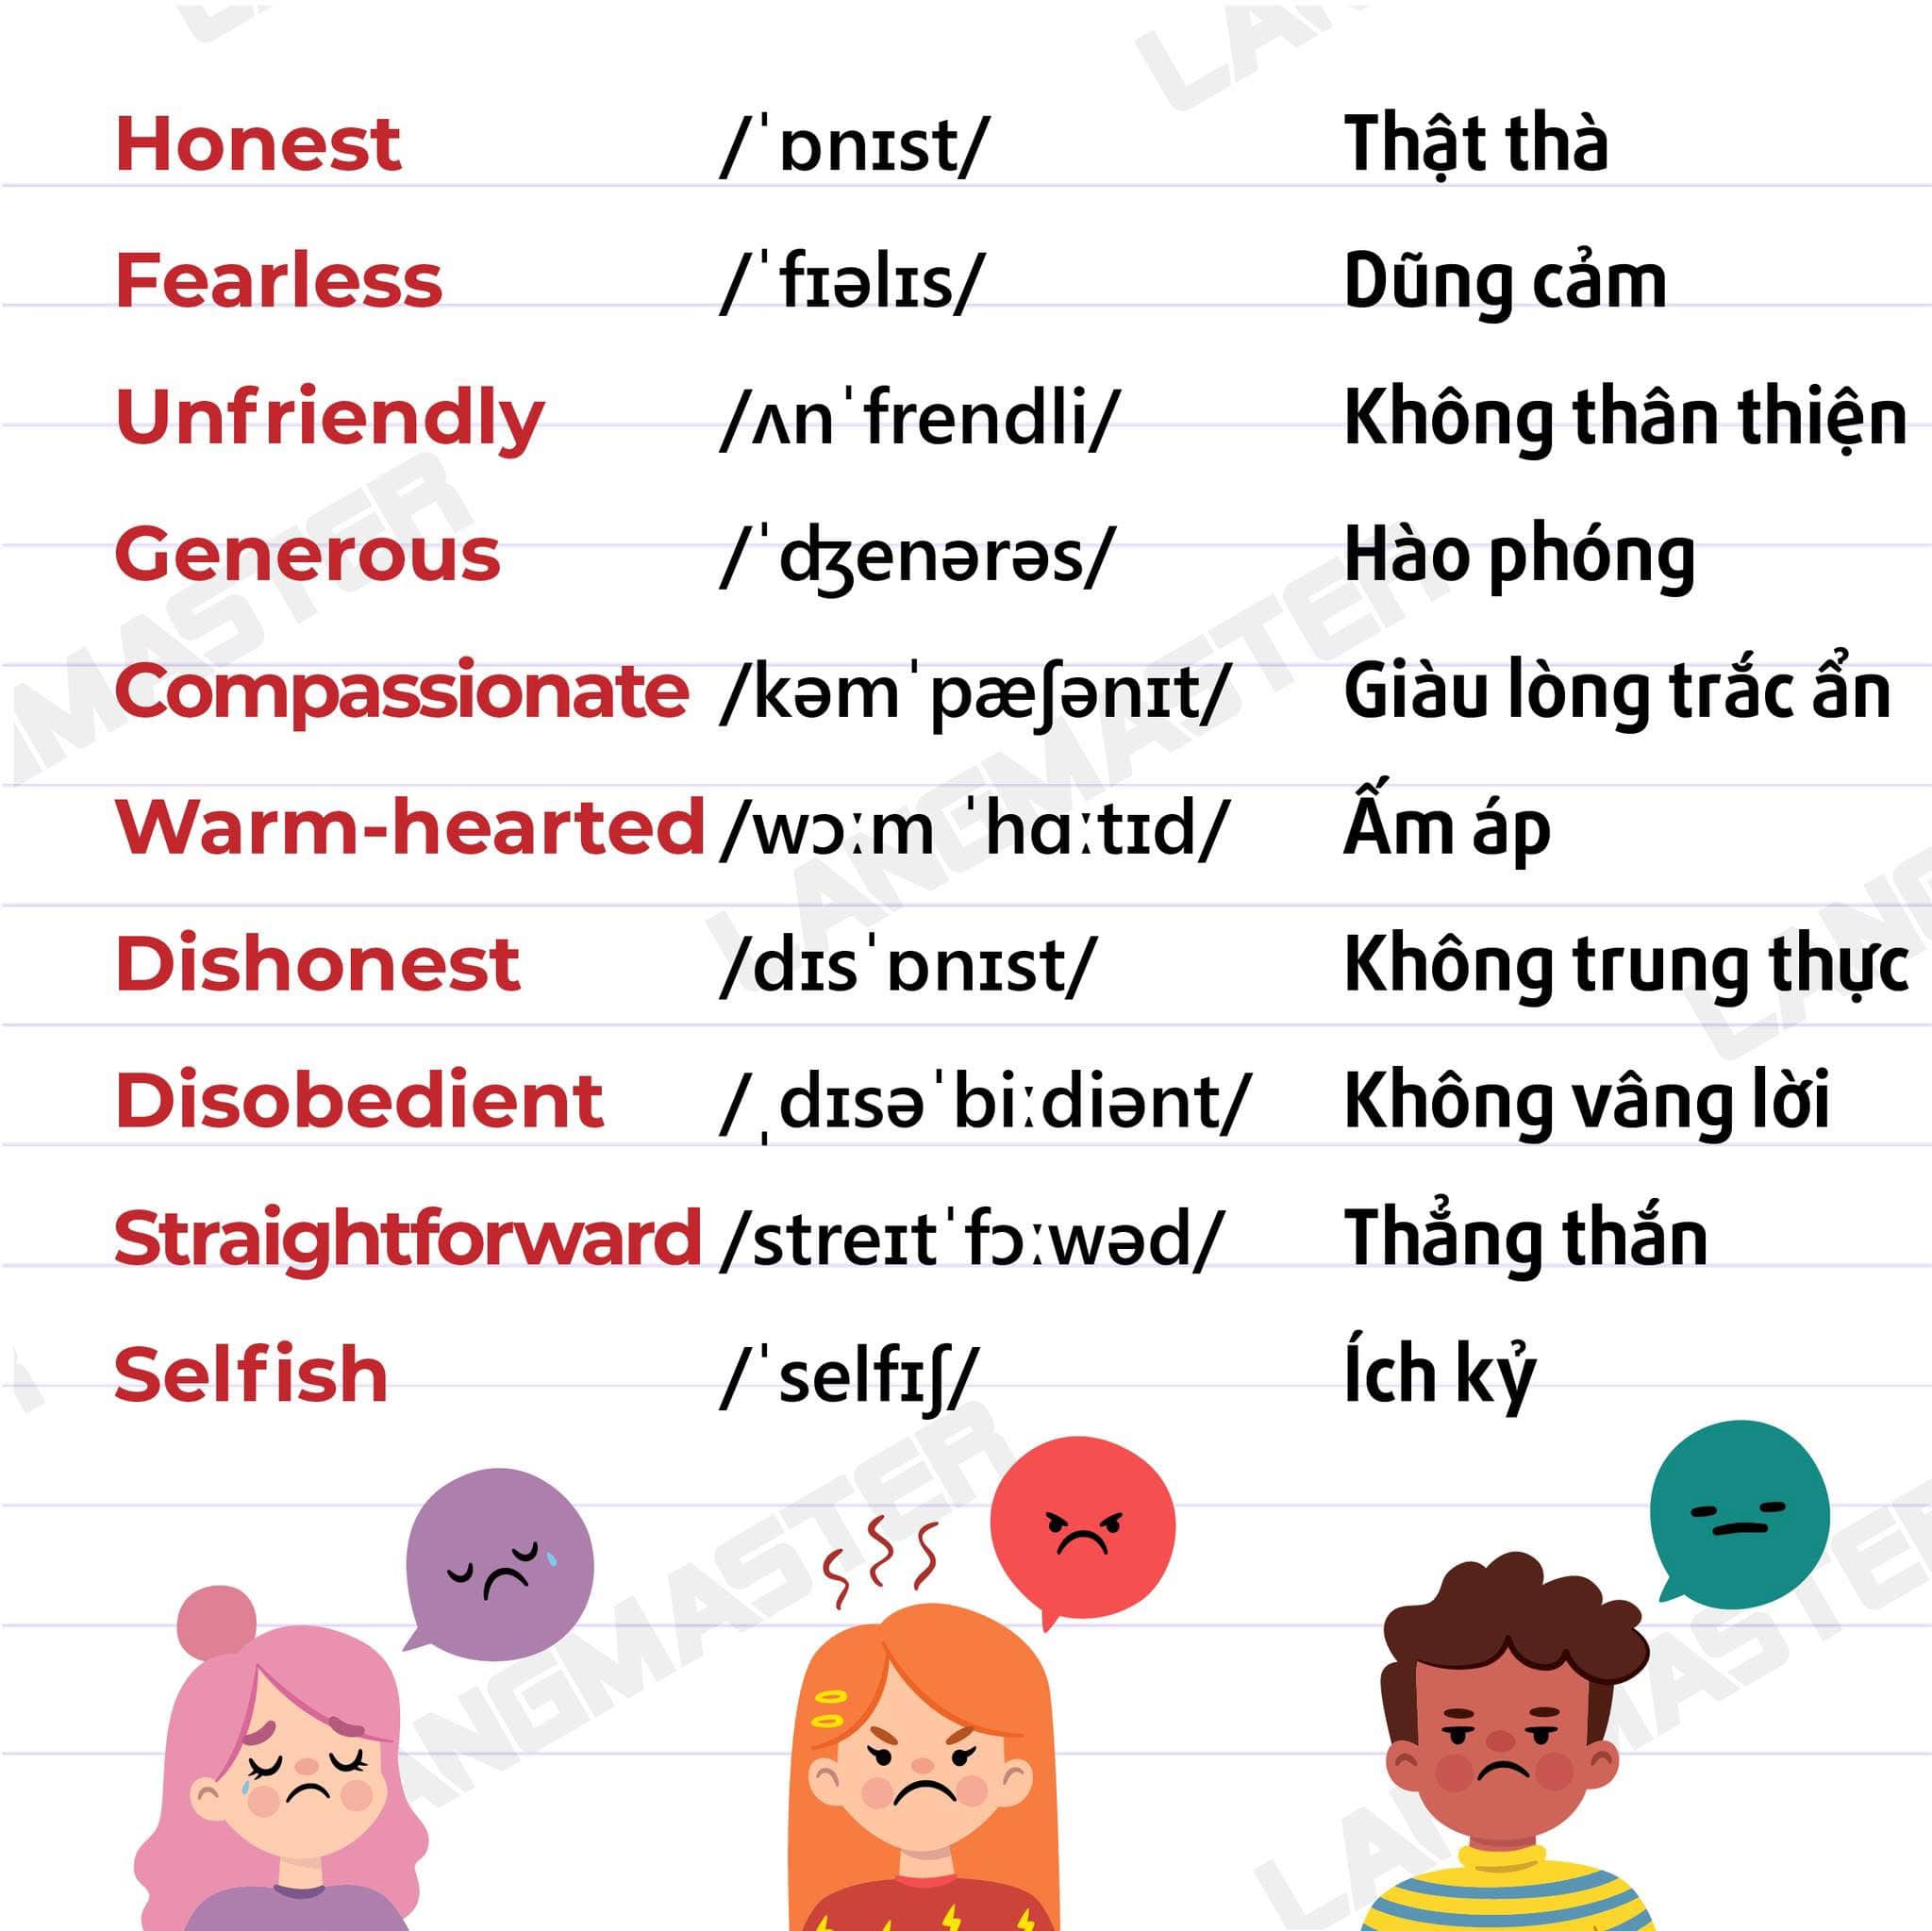 Honest /ˈɒnɪst/ Thật thà
Fearless /ˈfɪəlɪs/ Dũng cảm
Unfriendly /ʌnˈfrendli/ Không thân thiện
Generous /ˈʤenərəs/ Hào phóng
Compassionate /kəmˈpæʃənɪt/ Giàu lòng trắc ẩn
Warm-hearted /wɔːm ˈhɑːtɪd/ Ấm áp
Dishonest /dɪsˈɒnɪst/ Không trung thực
Disobedient /ˌdɪsəˈbiːdiənt/ Không vâng lời
Straightforward /streɪtˈfɔːwəd/ Thẳng thắn
Selfish /ˈselfɪʃ/ Ích kỷ
LANGMASTER